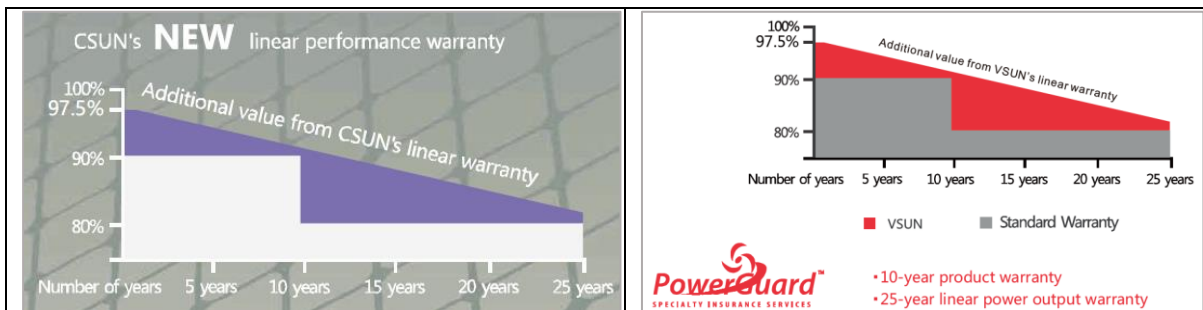 CSUN's NEW linear performance warranty
100%
97.5%
Additional value from CSUN's linear warranty
90%
80%
Number of years 5 years 10 years 15 years 20 years 25 years
100%
97.5%
Additional value from VSUN's linear warranty
90%
80%
Number of years 5 years 10 years 15 years 20 years 25 years
VSUN Standard Warranty
PowerGuard™
SPECIALTY INSURANCE SERVICES
•10-year product warranty
•25-year linear power output warranty